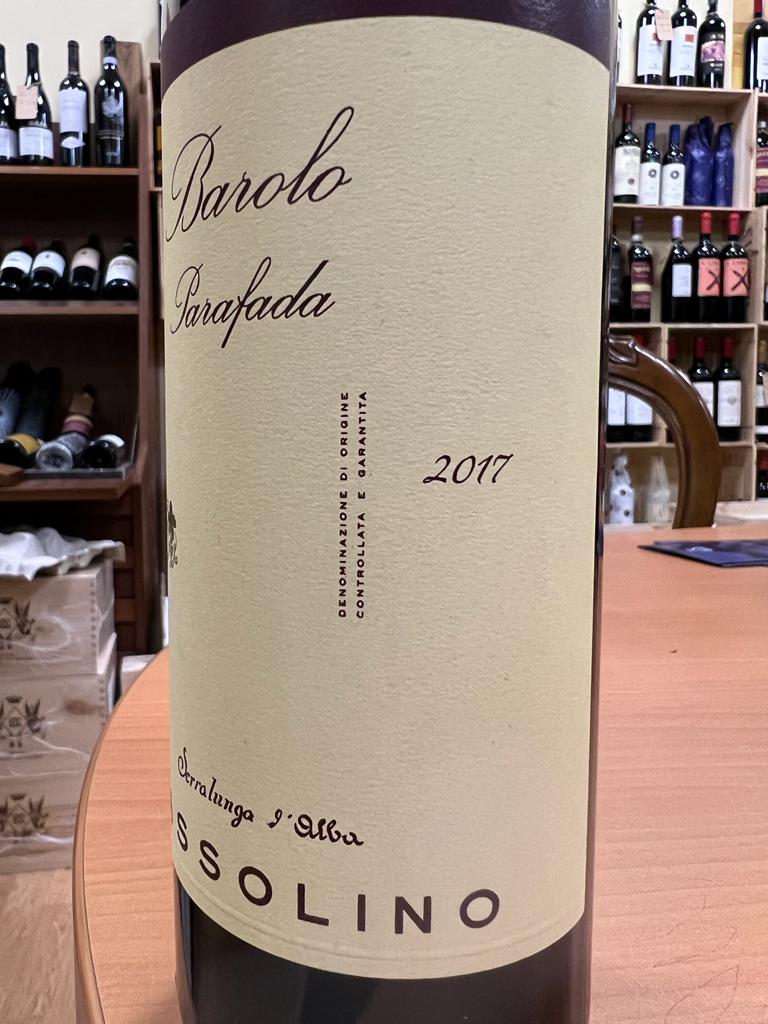 Barolo
Parafada
DENOMINAZIONE DI ORIGINE
CONTROLLATA E GARANTITA
2017
Serralunga d'Alba
SSOLINO